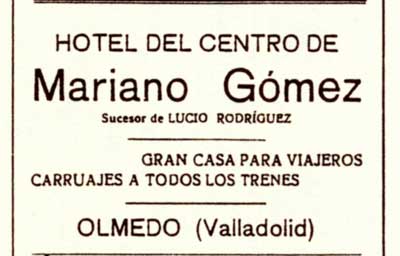 HOTEL DEL CENTRO DE
Mariano Gómez
Sucesor de LUCIO RODRÍGUEZ
GRAN CASA PARA VIAJEROS
CARRUAJES A TODOS LOS TRENES
OLMEDO (Valladolid)